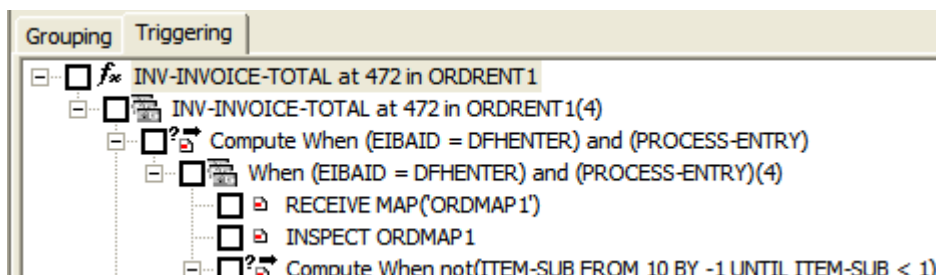 Grouping Triggering
INV-INVOICE-TOTAL at 472 in ORDRENT1
INV-INVOICE-TOTAL at 472 in ORDRENT1(4)
Compute When (EIBAID = DFHENTER) and (PROCESS-ENTRY)
When (EIBAID = DFHENTER) and (PROCESS-ENTRY)(4)
RECEIVE MAP('ORDMAP1')
INSPECT ORDMAP1
Compute When not(ITEM-SUB FROM 10 BY -1 UNTIL ITEM-SUB < 1)